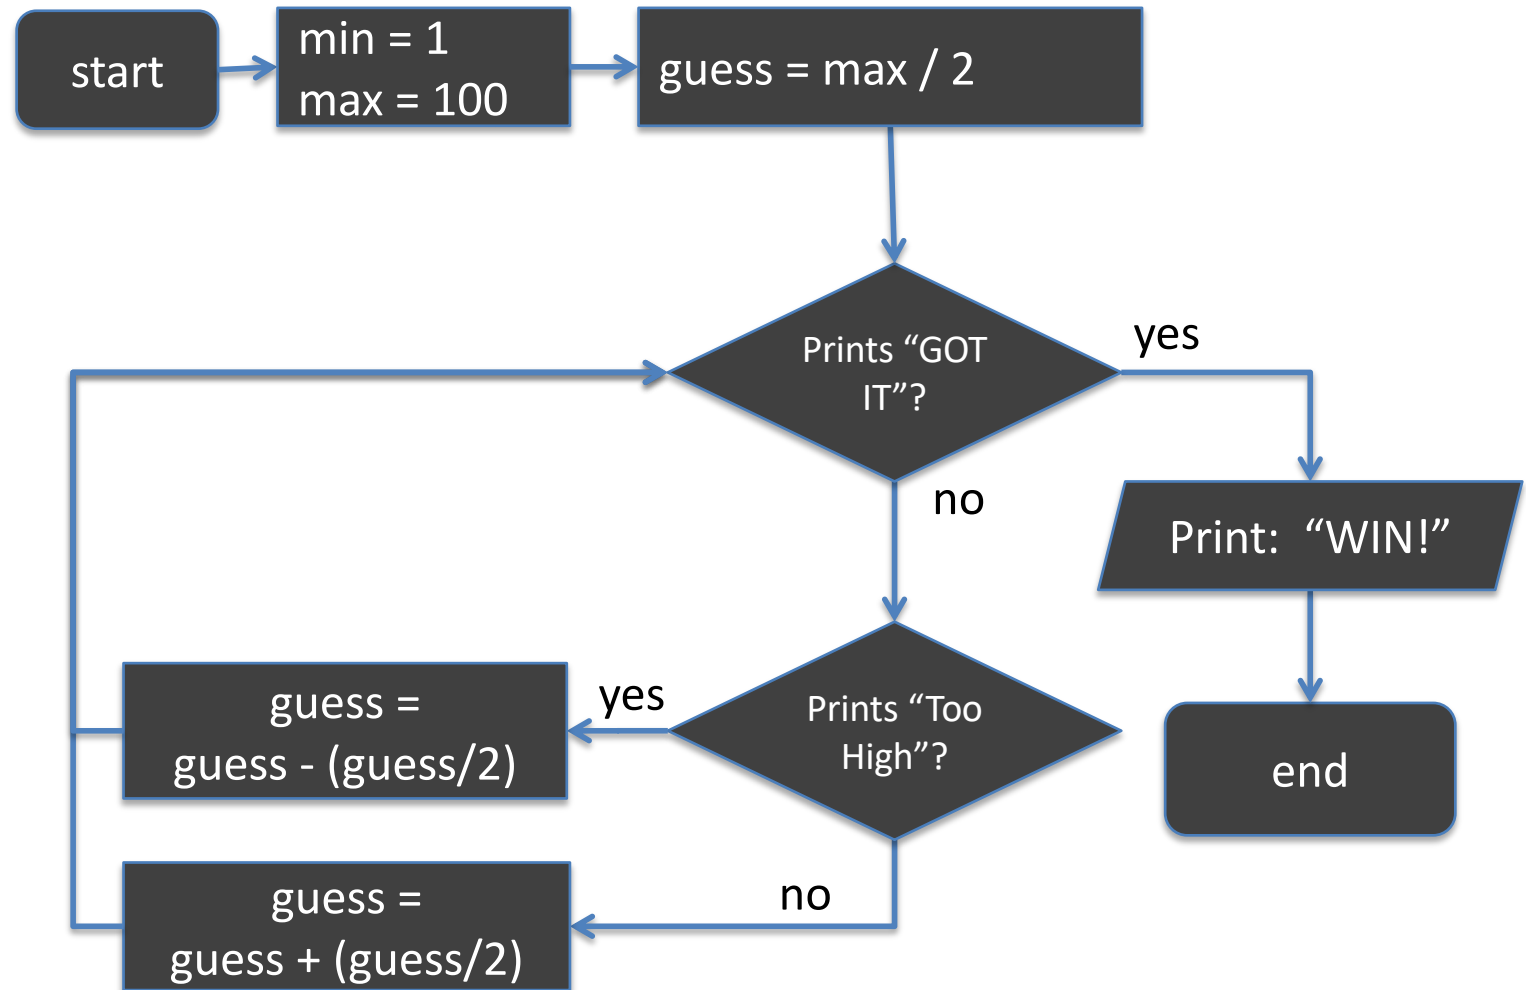 start
min = 1
max = 100
guess = max / 2
Prints “GOT
IT”?
yes
no
Print:  “WIN!”
Prints “Too
High”?
yes
guess =
guess - (guess/2)
end
no
guess =
guess + (guess/2)